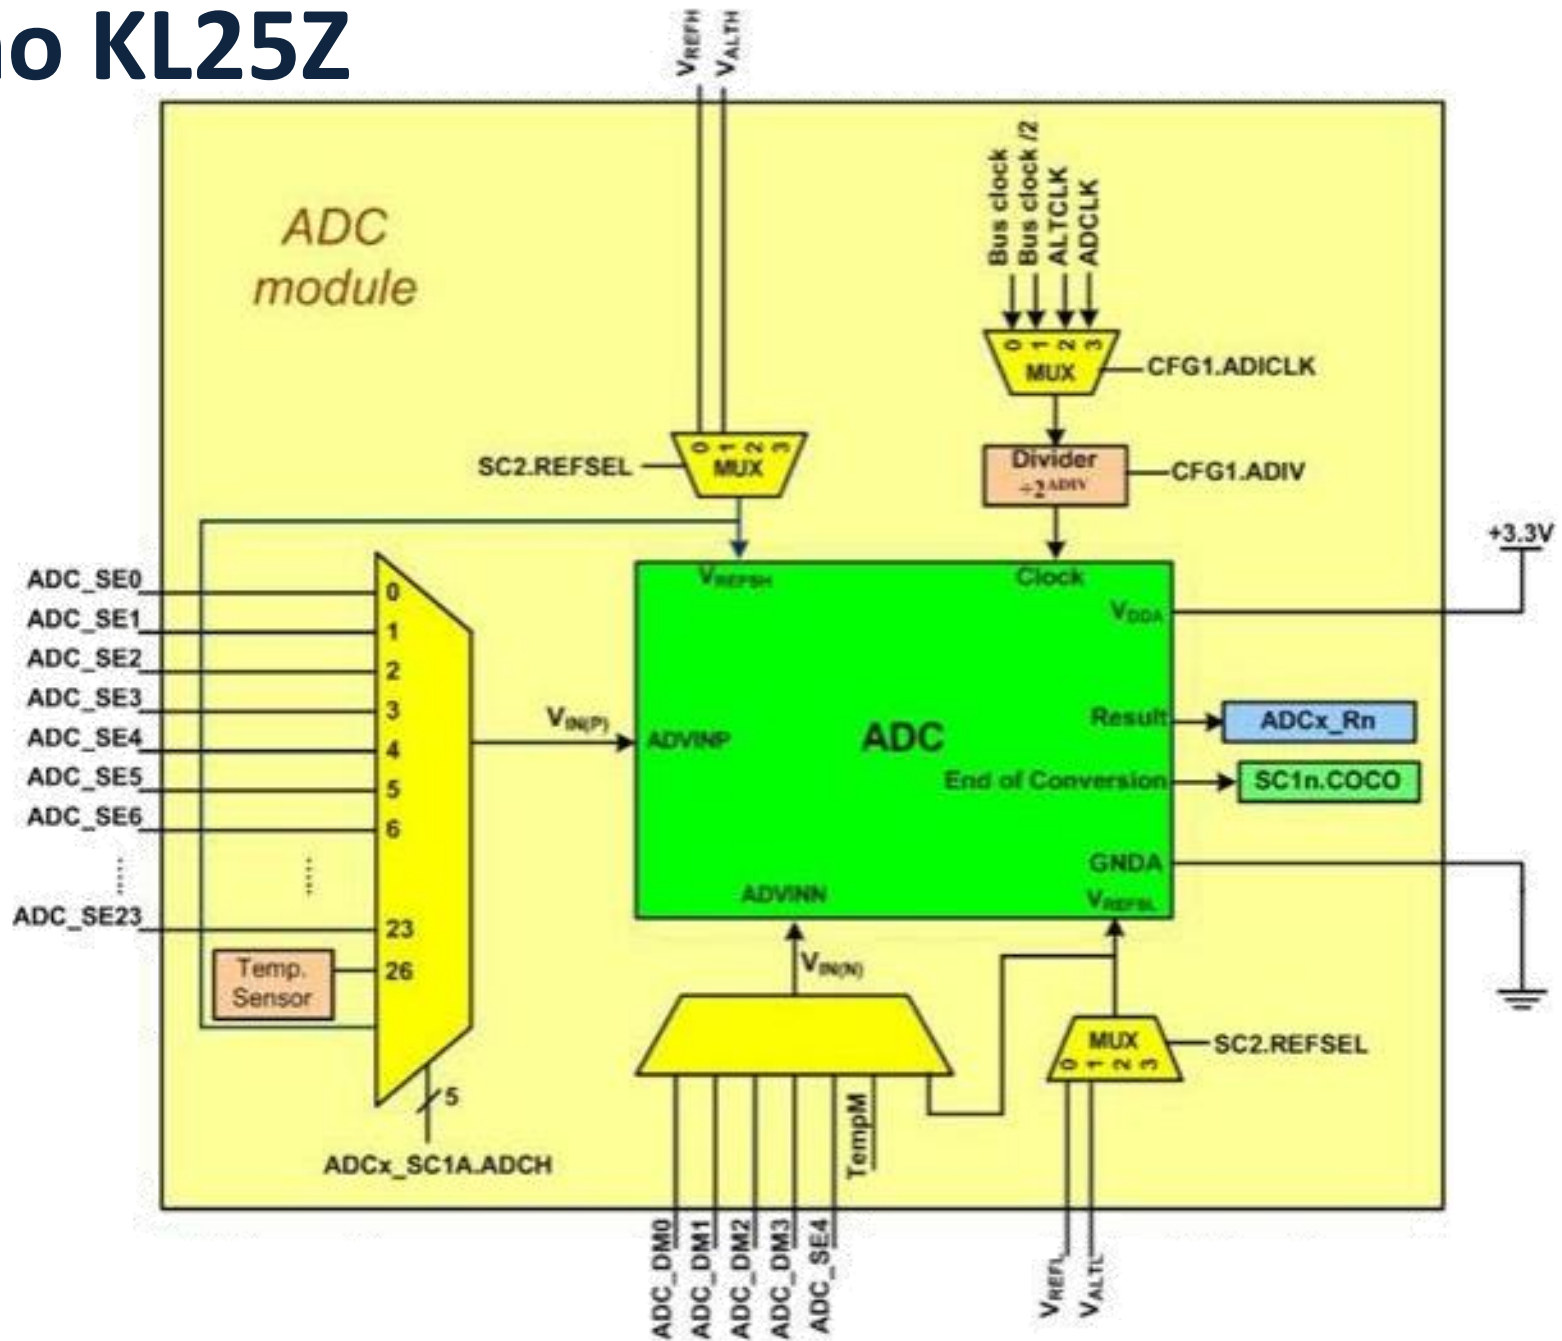 no KL25Z
VREFH
VALTH
ADC
module
Bus clock
Bus clock /2
ALTCLK
ADCLK
0 1 2 3
MUX
CFG1.ADICLK
Divider
÷2^ADIV
CFG1.ADIV
SC2.REFSEL
0 1 2 3
MUX
+3.3V
ADC_SE0
ADC_SE1
ADC_SE2
ADC_SE3
ADC_SE4
ADC_SE5
ADC_SE6
.....
ADC_SE23
0
1
2
3
4
5
6
.....
23
26
Temp.
Sensor
5
ADCx_SC1A.ADCH
VIN(P)
VREFSH
Clock
VDDA
ADVINP
ADC
Result
ADCx_Rn
End of Conversion
SC1n.COCO
GNDA
VREFSL
ADVINN
VIN(N)
MUX
0 1 2 3
SC2.REFSEL
TempM
ADC_DM0
ADC_DM1
ADC_DM2
ADC_DM3
ADC_SE4
VREFL
VALTL